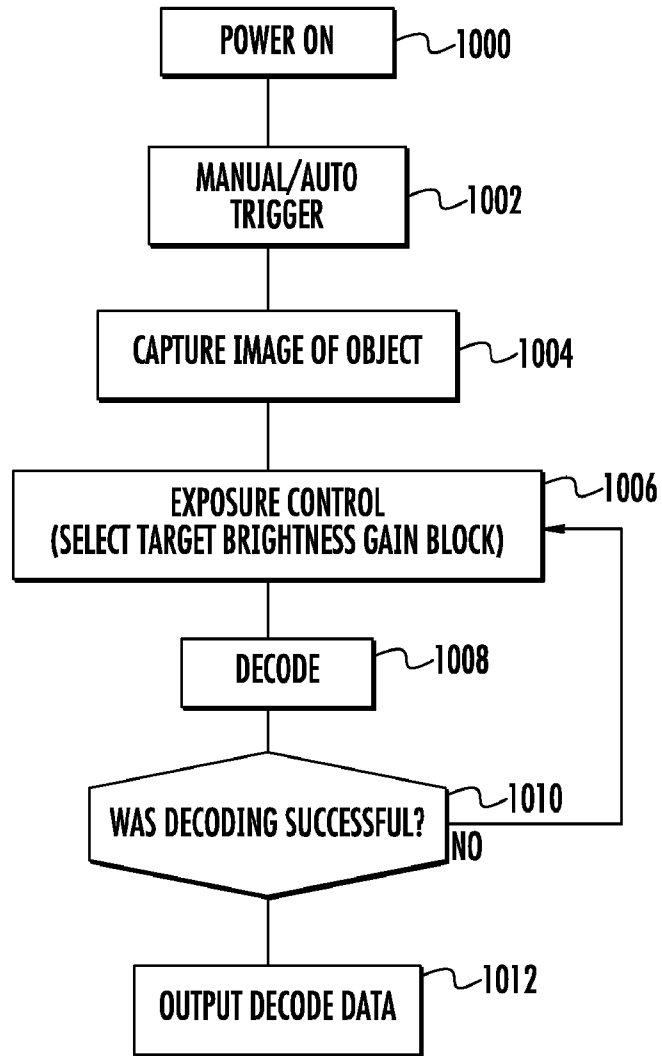 POWER ON
1000
MANUAL/AUTO
TRIGGER
1002
CAPTURE IMAGE OF OBJECT
1004
EXPOSURE CONTROL
(SELECT TARGET BRIGHTNESS GAIN BLOCK)
1006
DECODE
1008
WAS DECODING SUCCESSFUL?
1010
NO
OUTPUT DECODE DATA
1012